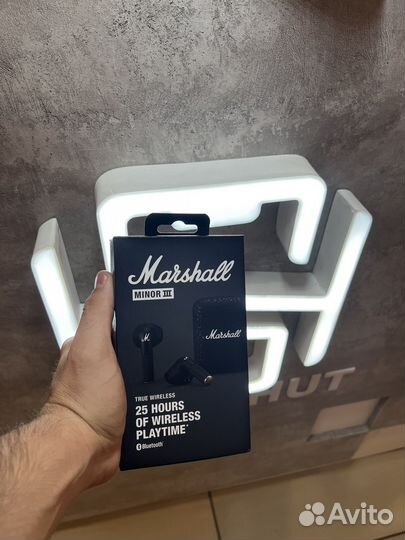 Marshall
MINOR III
M
Marshall
TRUE WIRELESS
25 HOURS
OF WIRELESS
PLAYTIME*
Bluetooth®
HUT
Avito